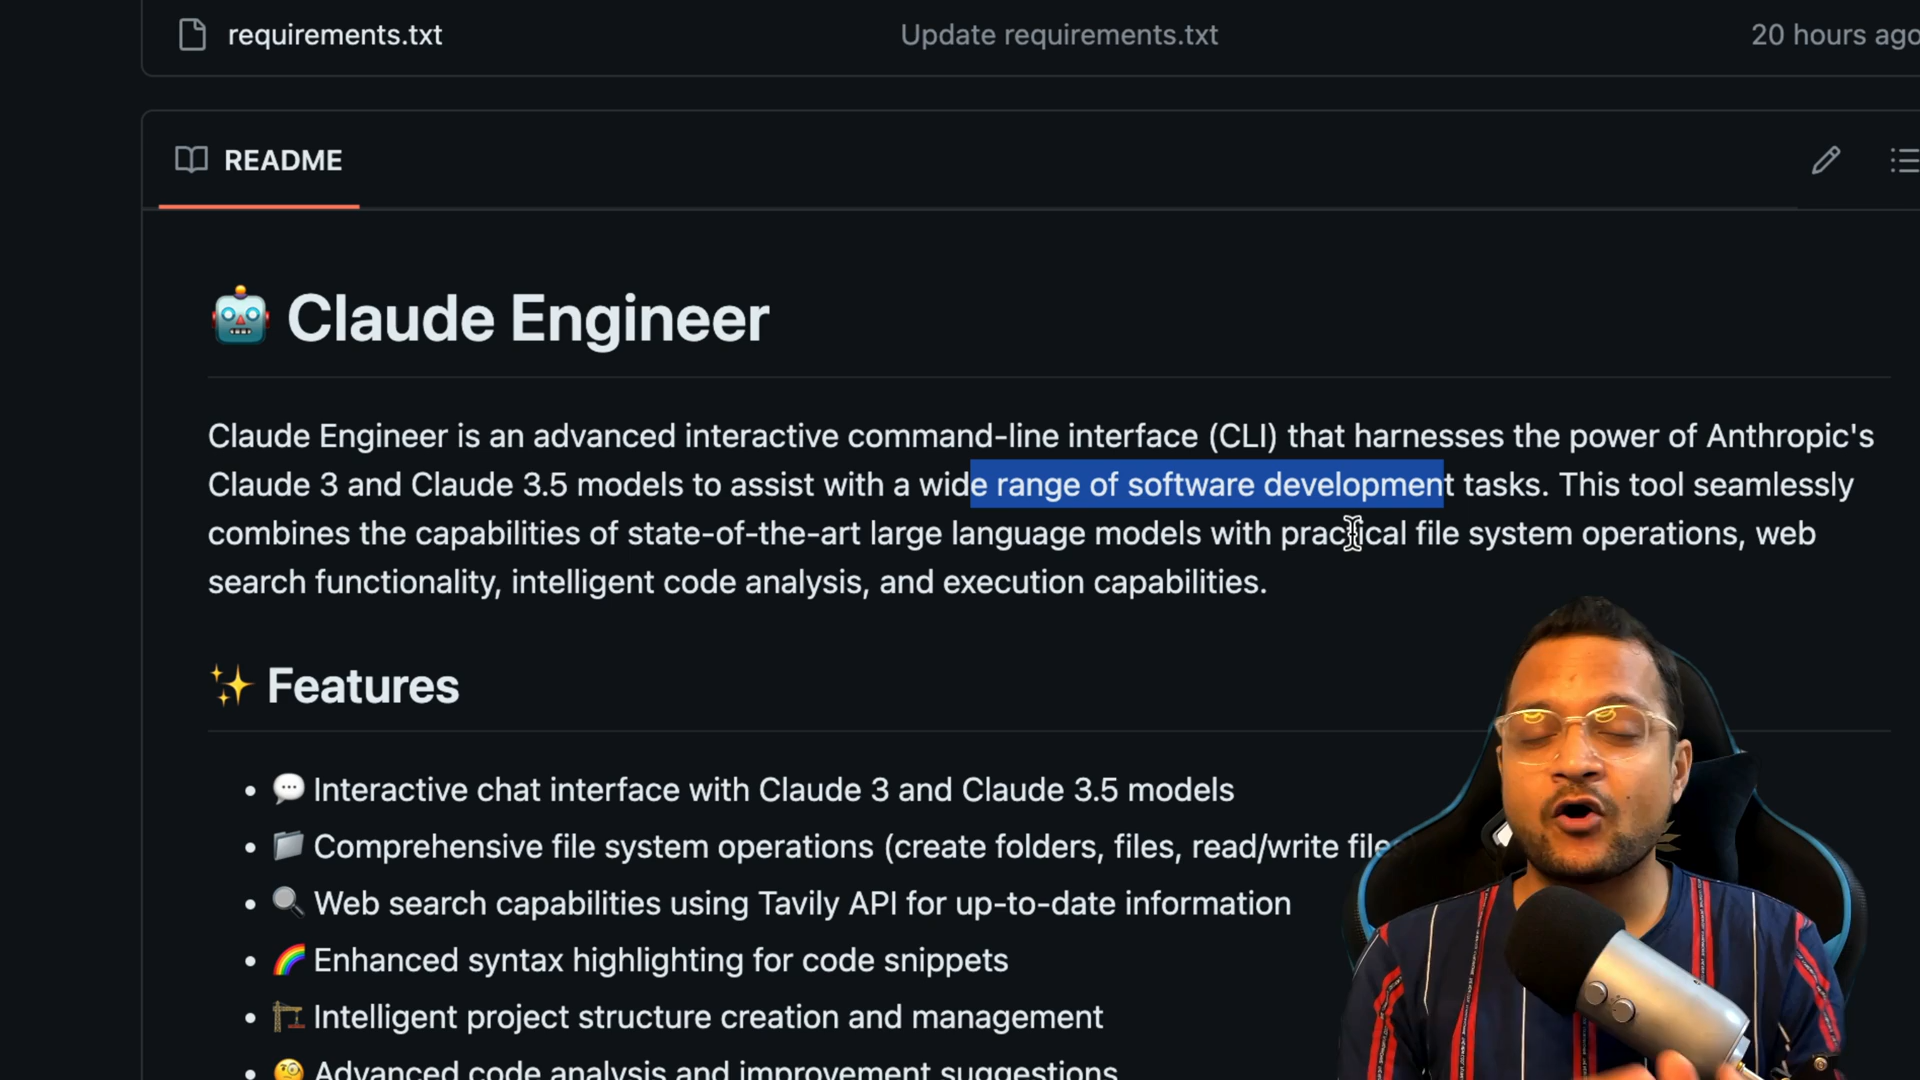 requirements.txt Update requirements.txt 20 hours ago
README
Claude Engineer
Claude Engineer is an advanced interactive command-line interface (CLI) that harnesses the power of Anthropic's
Claude 3 and Claude 3.5 models to assist with a wide range of software development tasks. This tool seamlessly
combines the capabilities of state-of-the-art large language models with practical file system operations, web
search functionality, intelligent code analysis, and execution capabilities.
Features
Interactive chat interface with Claude 3 and Claude 3.5 models
Comprehensive file system operations (create folders, files, read/write file
Web search capabilities using Tavily API for up-to-date information
Enhanced syntax highlighting for code snippets
Intelligent project structure creation and management
Advanced code analysis and improvement suggestions